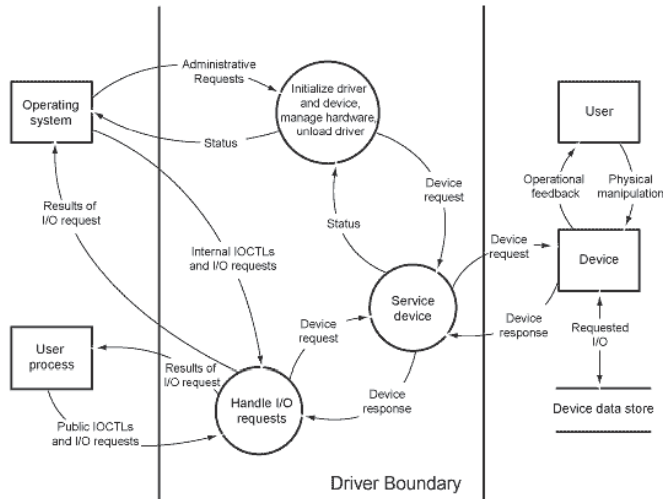 Administrative
Requests
Operating
system
Initialize driver
and device,
manage hardware,
unload driver
User
Status
Results of
I/O request
Device
request
Operational
feedback
Physical
manipulation
Status
Internal IOCTLs
and I/O requests
Device
request
Device
Service
device
Device
request
Device
response
Requested
I/O
User
process
Results of
I/O request
Handle I/O
requests
Device
response
Device data store
Public IOCTLs
and I/O requests
Driver Boundary